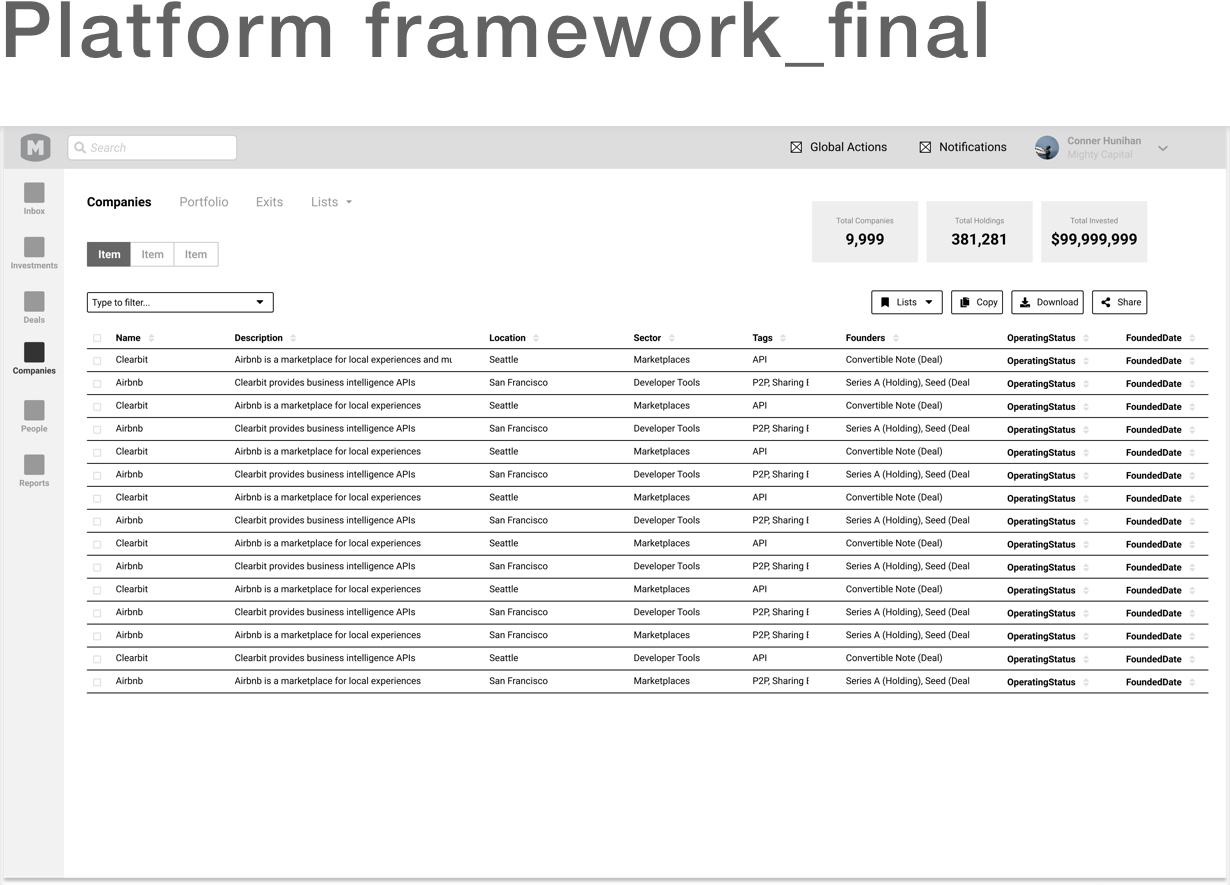 Platform framework_final
M Search Global Actions Notifications Conner Hunihan
Mighty Capital
Inbox
Investments
Deals
Companies
People
Reports
Companies Portfolio Exits Lists
Total Companies Total Holdings Total Invested
9,999 381,281 $99,999,999
Item Item Item
Type to filter... Lists Copy Download Share
Name Description Location Sector Tags Founders OperatingStatus FoundedDate
Clearbit Airbnb is a marketplace for local experiences and mu Seattle Marketplaces API Convertible Note (Deal) OperatingStatus FoundedDate
Airbnb Clearbit provides business intelligence APIs San Francisco Developer Tools P2P, Sharing E Series A (Holding), Seed (Deal OperatingStatus FoundedDate
Clearbit Airbnb is a marketplace for local experiences Seattle Marketplaces API Convertible Note (Deal) OperatingStatus FoundedDate
Airbnb Clearbit provides business intelligence APIs San Francisco Developer Tools P2P, Sharing E Series A (Holding), Seed (Deal OperatingStatus FoundedDate
Clearbit Airbnb is a marketplace for local experiences Seattle Marketplaces API Convertible Note (Deal) OperatingStatus FoundedDate
Airbnb Clearbit provides business intelligence APIs San Francisco Developer Tools P2P, Sharing E Series A (Holding), Seed (Deal OperatingStatus FoundedDate
Clearbit Airbnb is a marketplace for local experiences Seattle Marketplaces API Convertible Note (Deal) OperatingStatus FoundedDate
Airbnb Clearbit provides business intelligence APIs San Francisco Developer Tools P2P, Sharing E Series A (Holding), Seed (Deal OperatingStatus FoundedDate
Clearbit Airbnb is a marketplace for local experiences Seattle Marketplaces API Convertible Note (Deal) OperatingStatus FoundedDate
Airbnb Clearbit provides business intelligence APIs San Francisco Developer Tools P2P, Sharing E Series A (Holding), Seed (Deal OperatingStatus FoundedDate
Clearbit Airbnb is a marketplace for local experiences Seattle Marketplaces API Convertible Note (Deal) OperatingStatus FoundedDate
Airbnb Clearbit provides business intelligence APIs San Francisco Developer Tools P2P, Sharing E Series A (Holding), Seed (Deal OperatingStatus FoundedDate
Airbnb Airbnb is a marketplace for local experiences San Francisco Marketplaces P2P, Sharing E Series A (Holding), Seed (Deal OperatingStatus FoundedDate
Clearbit Clearbit provides business intelligence APIs Seattle Developer Tools API Convertible Note (Deal) OperatingStatus FoundedDate
Airbnb Airbnb is a marketplace for local experiences San Francisco Marketplaces P2P, Sharing E Series A (Holding), Seed (Deal OperatingStatus FoundedDate